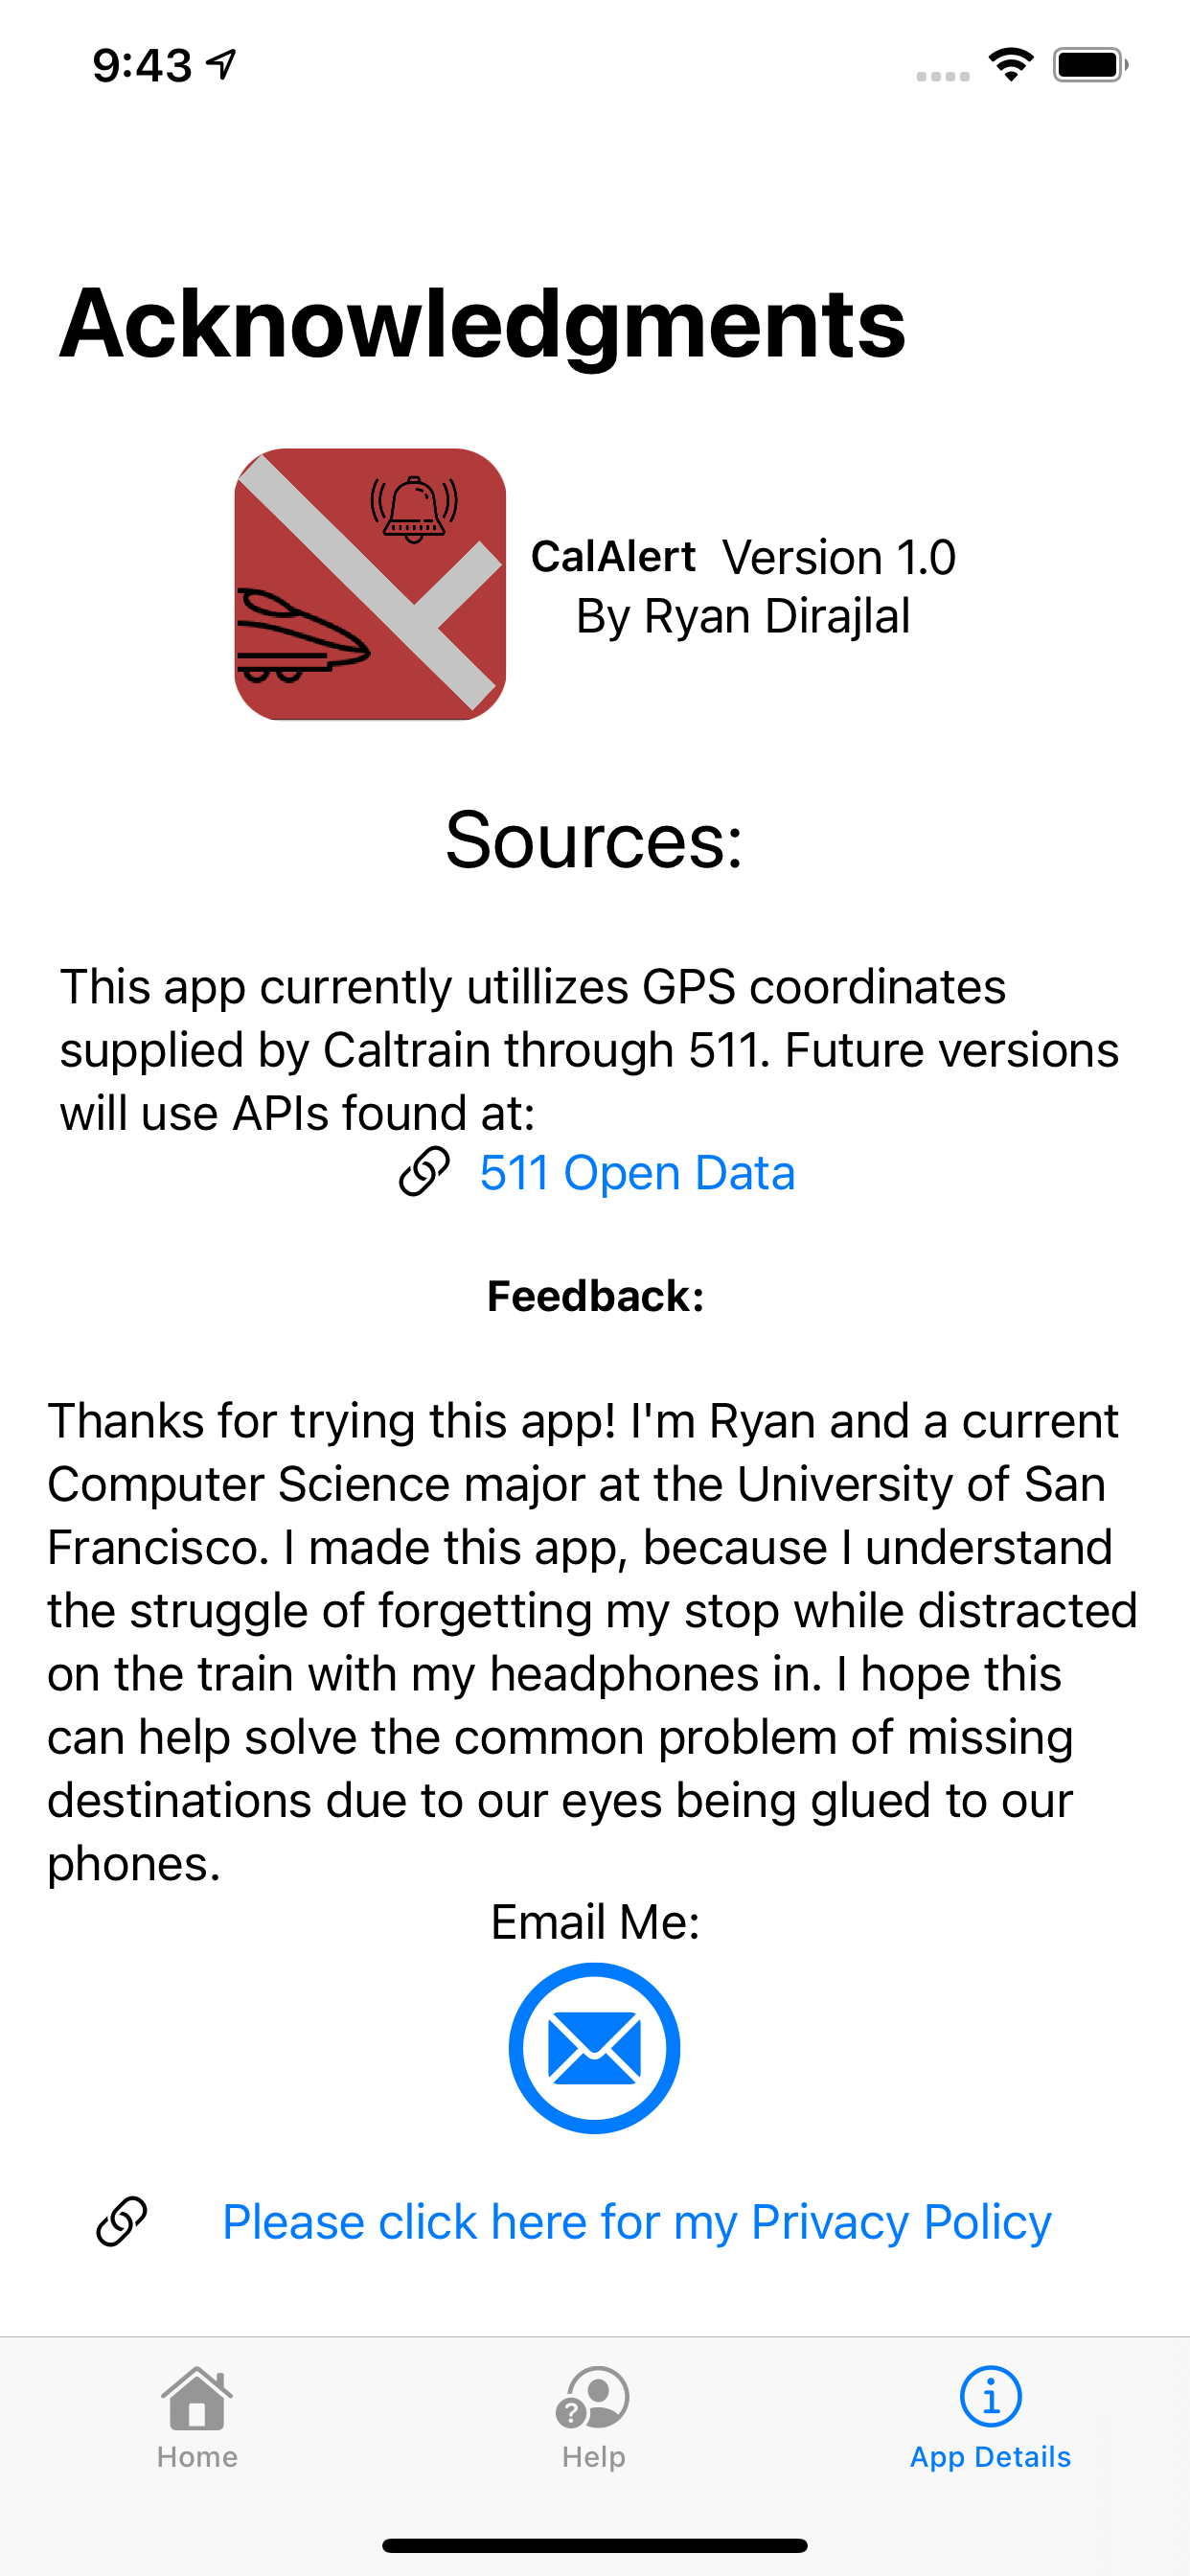 9:43
Acknowledgments
CalAlert Version 1.0
By Ryan Dirajlal
Sources:
This app currently utillizes GPS coordinates
supplied by Caltrain through 511. Future versions
will use APIs found at:
511 Open Data
Feedback:
Thanks for trying this app! I'm Ryan and a current
Computer Science major at the University of San
Francisco. I made this app, because I understand
the struggle of forgetting my stop while distracted
on the train with my headphones in. I hope this
can help solve the common problem of missing
destinations due to our eyes being glued to our
phones.
Email Me:
Please click here for my Privacy Policy
Home Help App Details